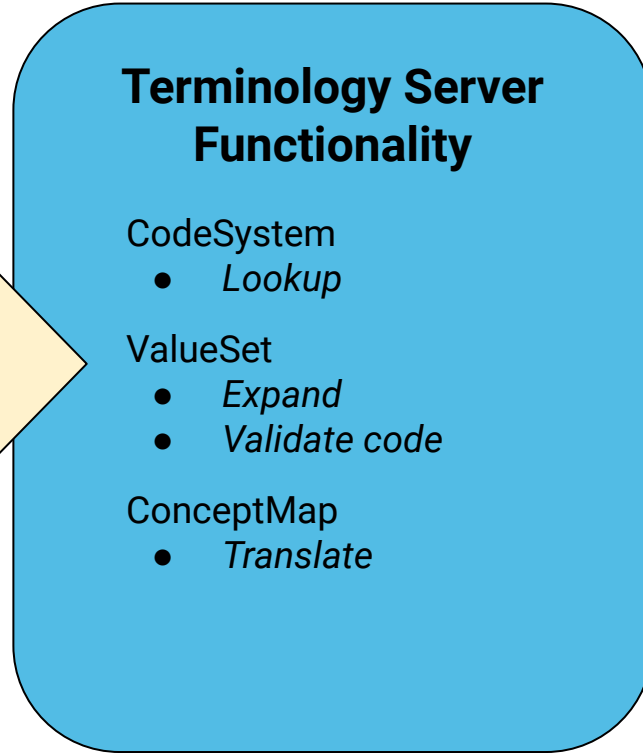 Terminology Server
Functionality
CodeSystem
● Lookup
ValueSet
● Expand
● Validate code
ConceptMap
● Translate